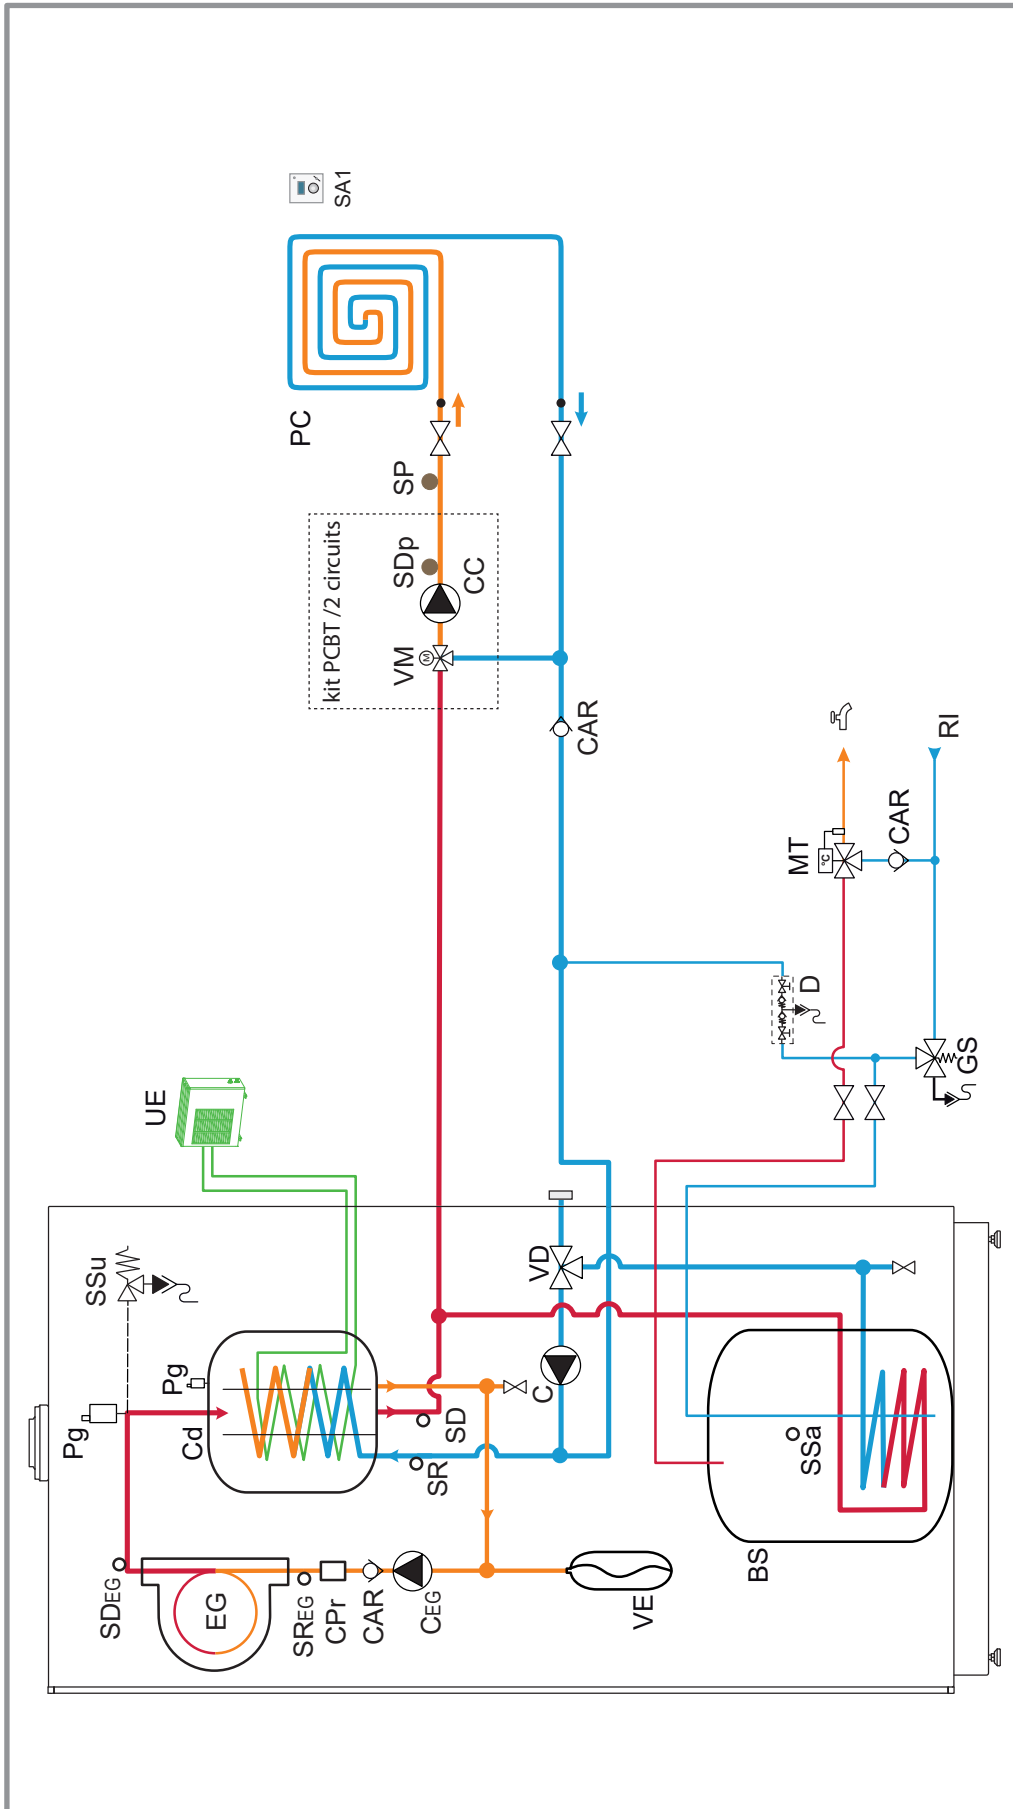 SA1
PC
SP
SDp
CC
kit PCBT /2 circuits
VM
CAR
RI
CAR
MT
°C
M
D
GS
UE
SSu
VD
Pg
Pg
Cd
SD
C
SR
SSa
BS
SDEG
EG
SREG
CPr
CAR
CEG
VE